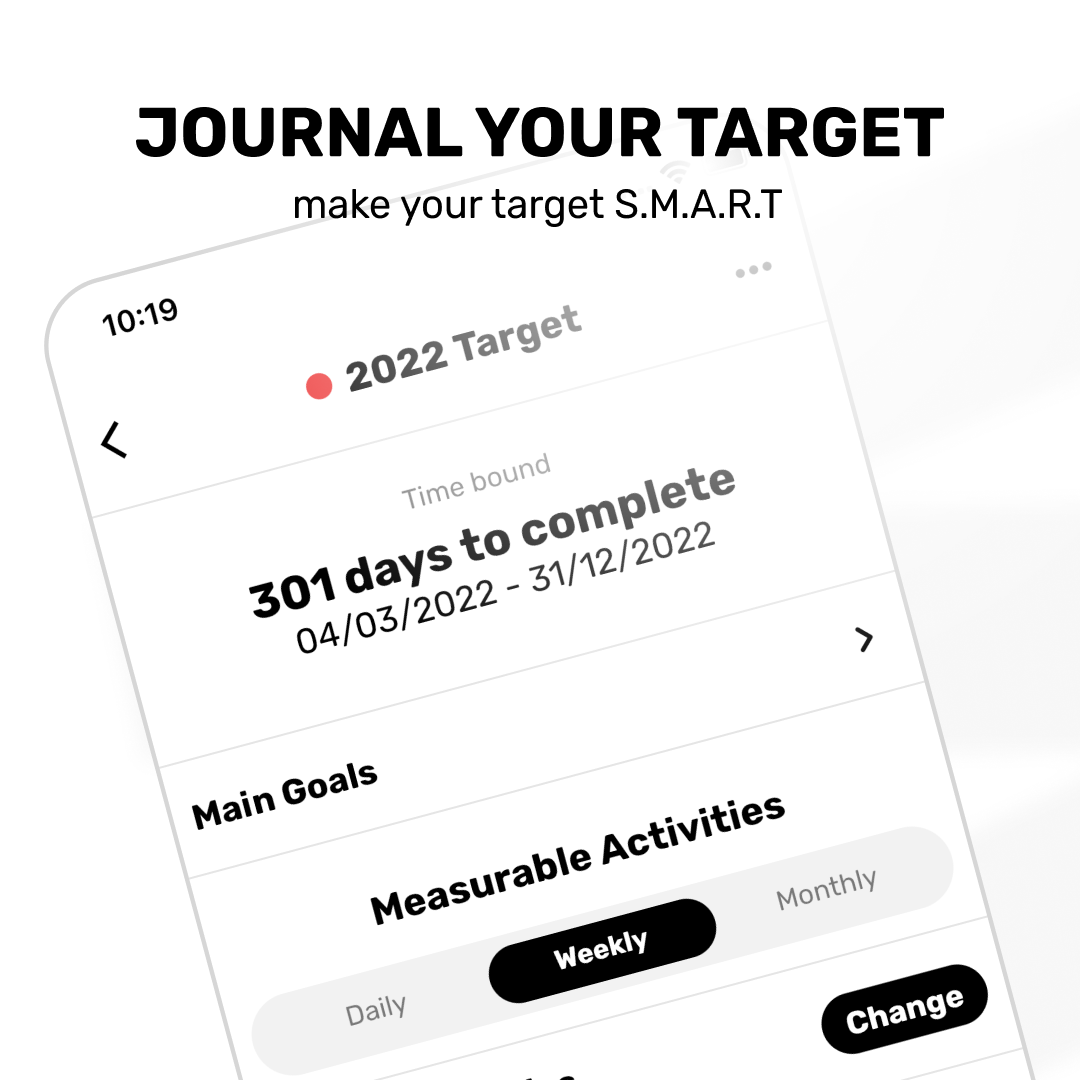 JOURNAL YOUR TARGET
make your target S.M.A.R.T
10:19
2022 Target
Time bound
301 days to complete
04/03/2022 - 31/12/2022
Main Goals
Measurable Activities
Daily Weekly Monthly
Change